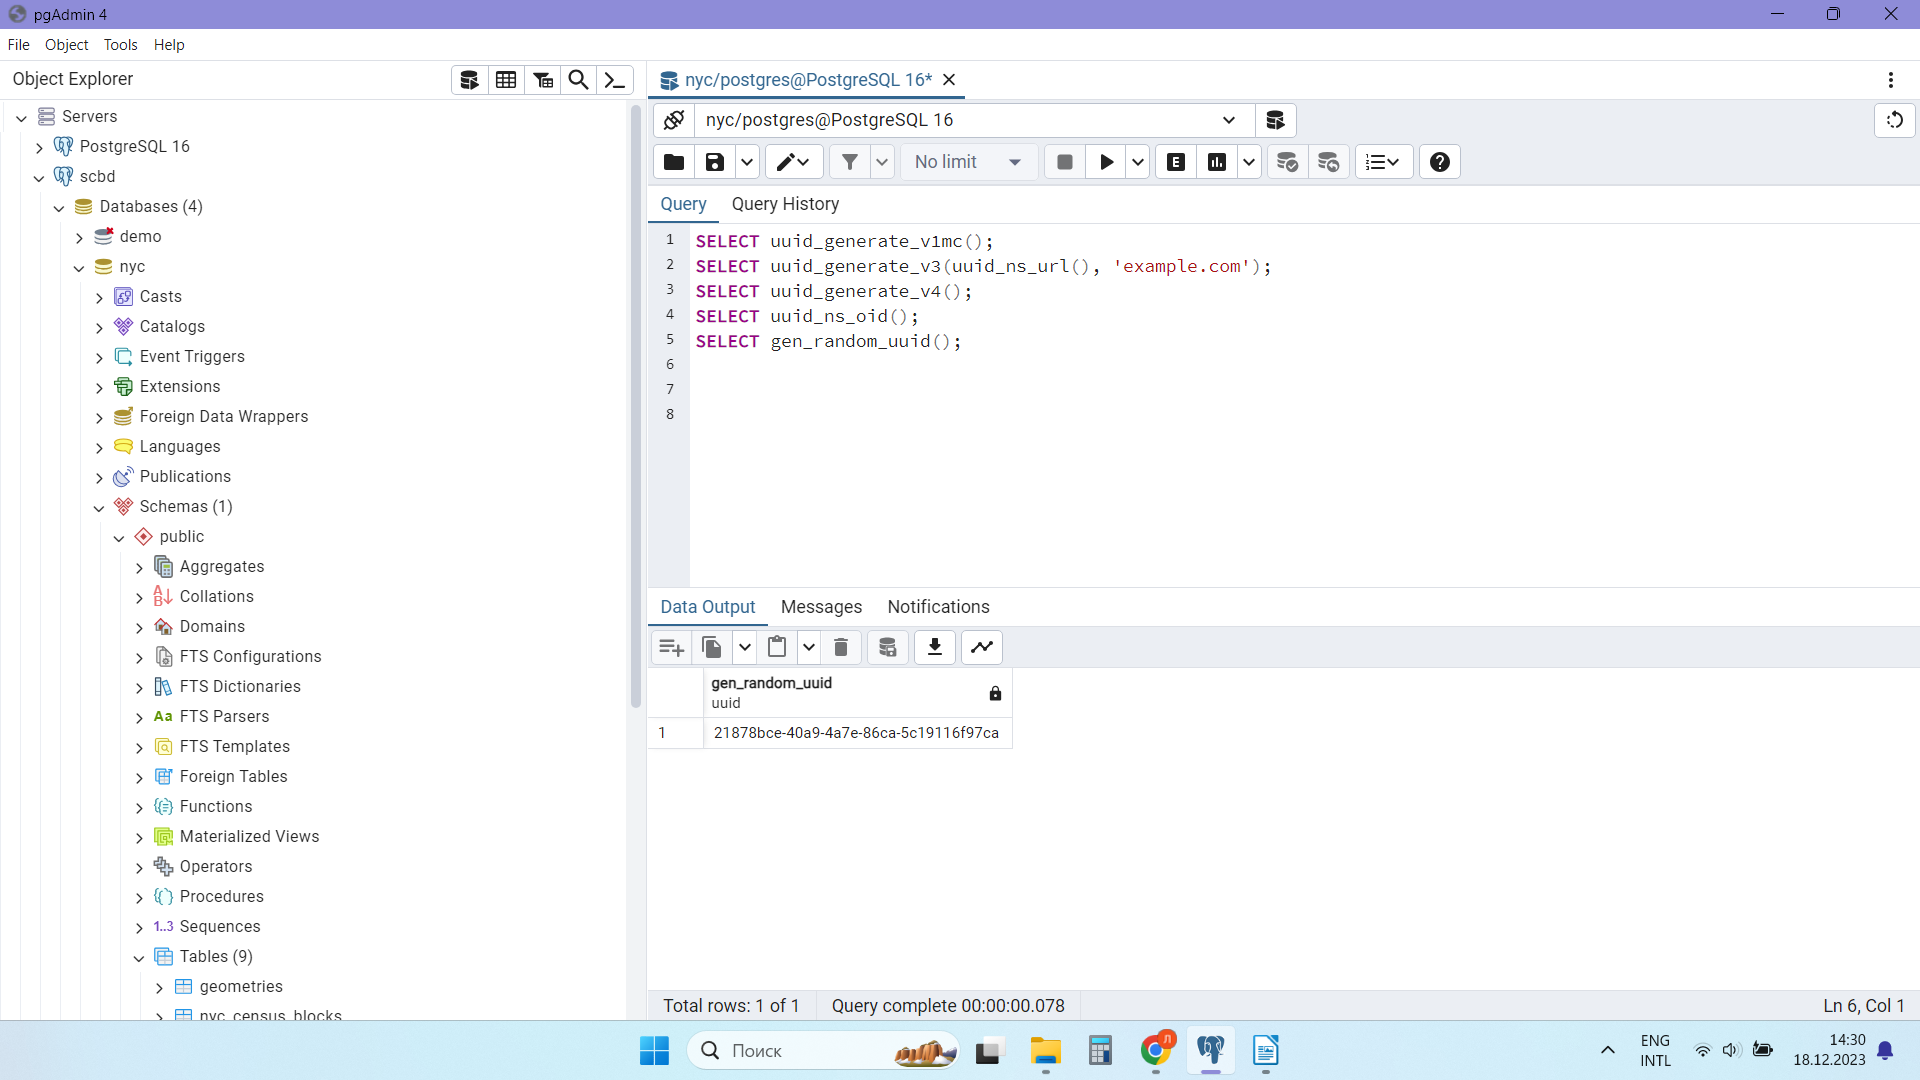 pgAdmin 4
File Object Tools Help
Object Explorer
Servers
PostgreSQL 16
scbd
Databases (4)
demo
nyc
Casts
Catalogs
Event Triggers
Extensions
Foreign Data Wrappers
Languages
Publications
Schemas (1)
public
Aggregates
Collations
Domains
FTS Configurations
FTS Dictionaries
Aa FTS Parsers
FTS Templates
Foreign Tables
Functions
Materialized Views
Operators
Procedures
1..3 Sequences
Tables (9)
geometries
nyc_census_blocks
nyc/postgres@PostgreSQL 16*
nyc/postgres@PostgreSQL 16
No limit
E
Query Query History
1 SELECT uuid_generate_v1mc();
2 SELECT uuid_generate_v3(uuid_ns_url(), 'example.com');
3 SELECT uuid_generate_v4();
4 SELECT uuid_ns_oid();
5 SELECT gen_random_uuid();
6
7
8
Data Output Messages Notifications
gen_random_uuid
uuid
1 21878bce-40a9-4a7e-86ca-5c19116f97ca
Total rows: 1 of 1 Query complete 00:00:00.078 Ln 6, Col 1
Поиск
Л
ENG
INTL
14:30
18.12.2023